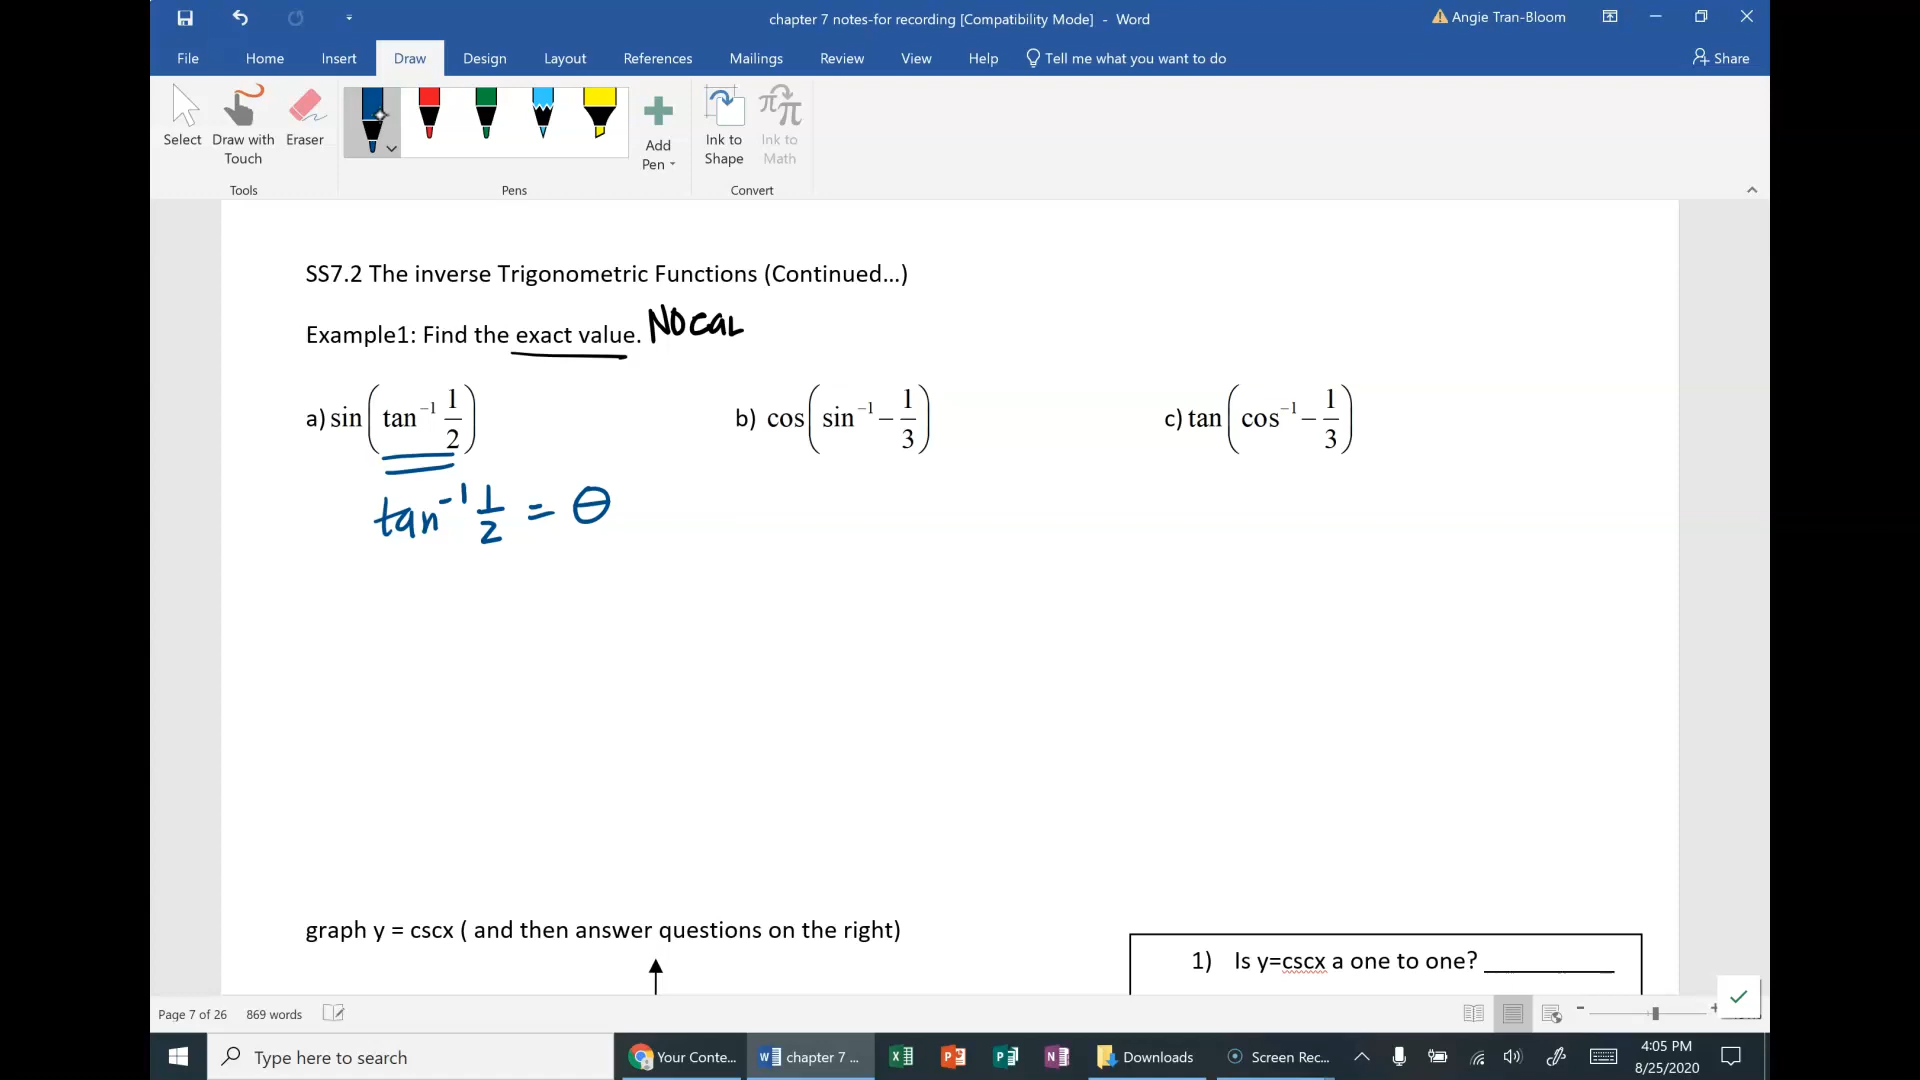 chapter 7 notes-for recording [Compatibility Mode] - Word
Angie Tran-Bloom
File Home Insert Draw Design Layout References Mailings Review View Help Tell me what you want to do
Share
Select Draw with Touch Eraser
Add Pen
Ink to Shape Ink to Math
Tools Pens Convert
SS7.2 The inverse Trigonometric Functions (Continued…)
Example1: Find the exact value. NO CAL
a) sin(tan⁻¹ 1/2) b) cos(sin⁻¹ − 1/3) c) tan(cos⁻¹ − 1/3)
tan⁻¹ 1/2 = θ
graph y = cscx ( and then answer questions on the right)
1) Is y=cscx a one to one? __________
Page 7 of 26 869 words
Type here to search
Your Conte...
chapter 7 ...
Downloads
Screen Rec...
4:05 PM
8/25/2020